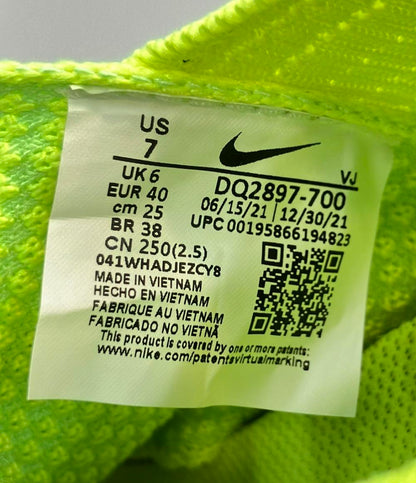 US
7
VJ
UK 6
EUR 40
cm 25
BR 38
CN 250(2.5)
DQ2897-700
06/15/21 | 12/30/21
UPC 00195866194823
041WHADJEZCY8
MADE IN VIETNAM
HECHO EN VIETNAM
FABRIQUE AU VIETNAM
FABRICADO NO VETNÃ
This product is covered by one or more patents;
www.nike.com/patentsvirtualmarking